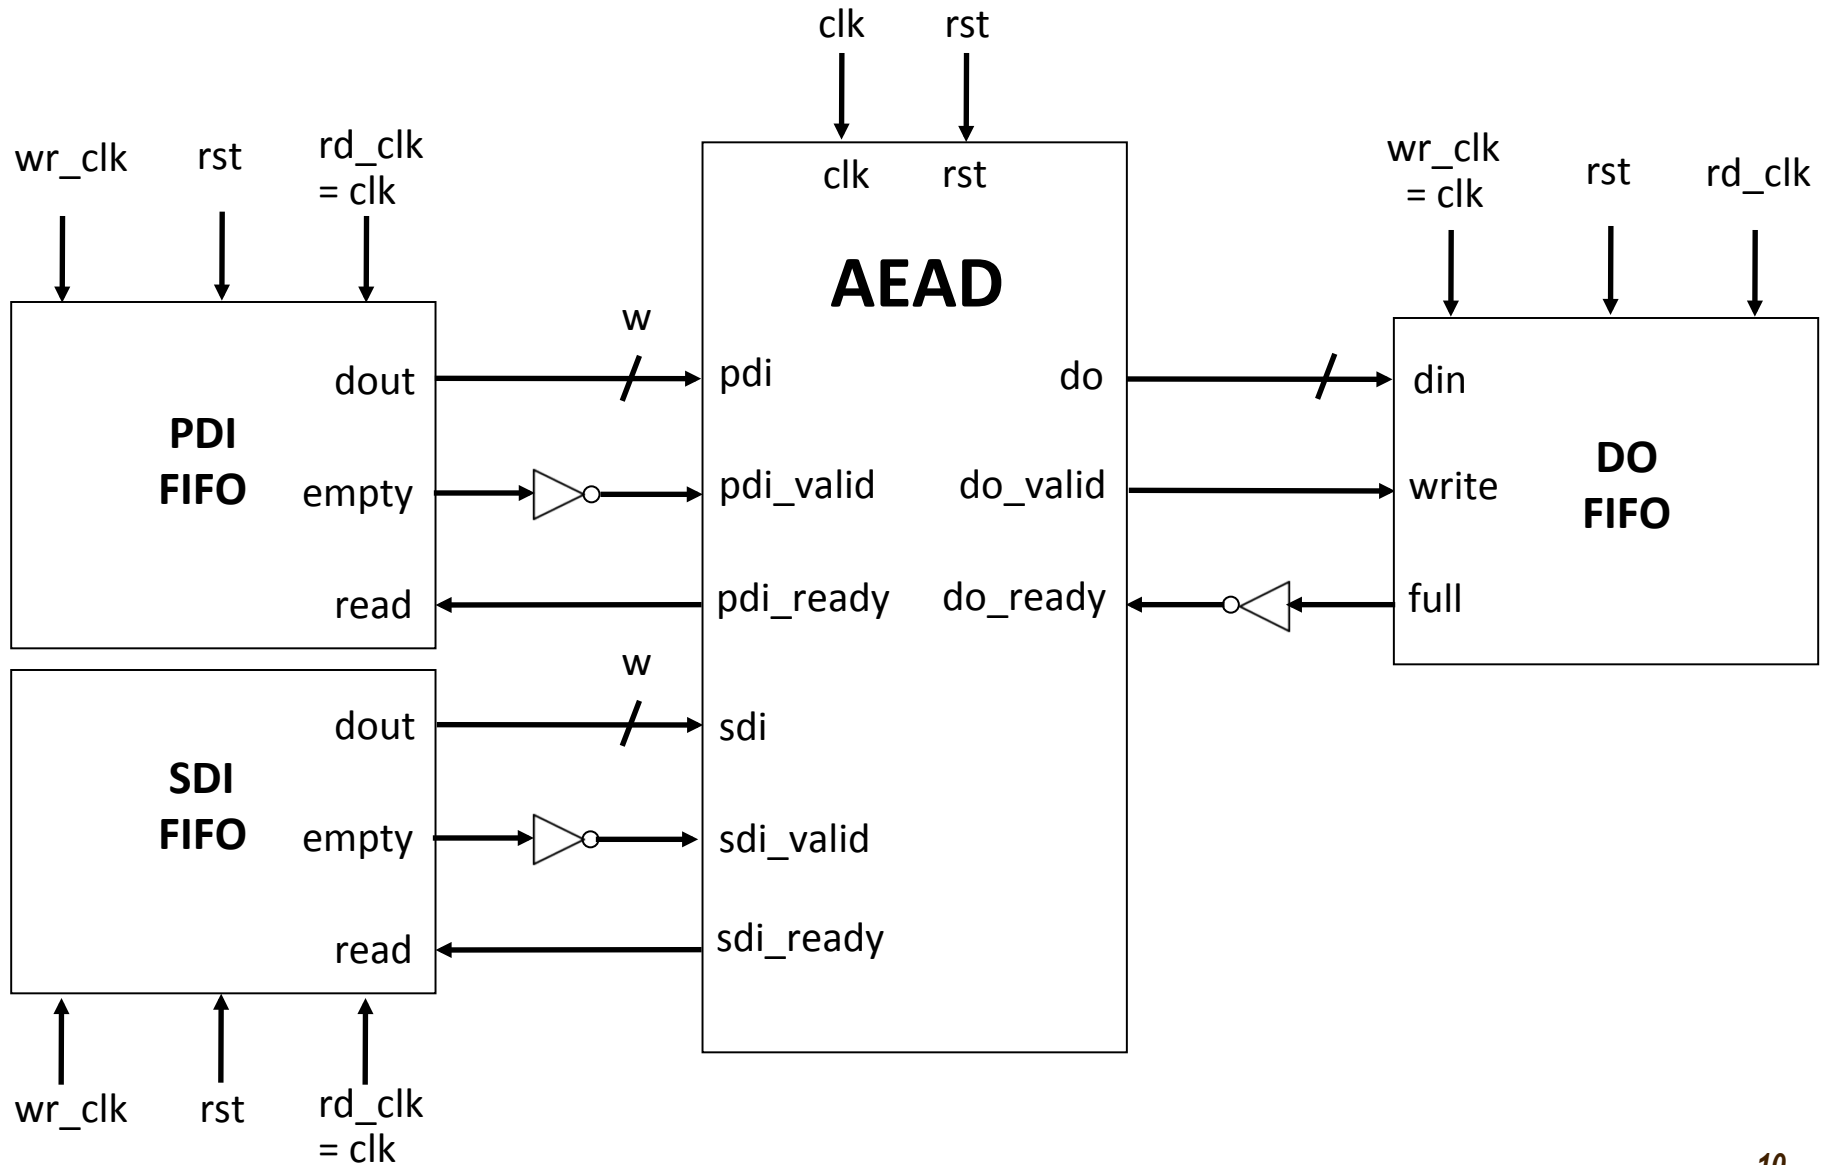 clk
rst
wr_clk
rst
rd_clk
= clk
clk
rst
AEAD
wr_clk
= clk
rst
rd_clk
w
dout
pdi
do
din
PDI
FIFO
empty
pdi_valid
do_valid
write
DO
FIFO
read
pdi_ready
do_ready
full
w
dout
sdi
SDI
FIFO
empty
sdi_valid
read
sdi_ready
wr_clk
rst
rd_clk
= clk
10